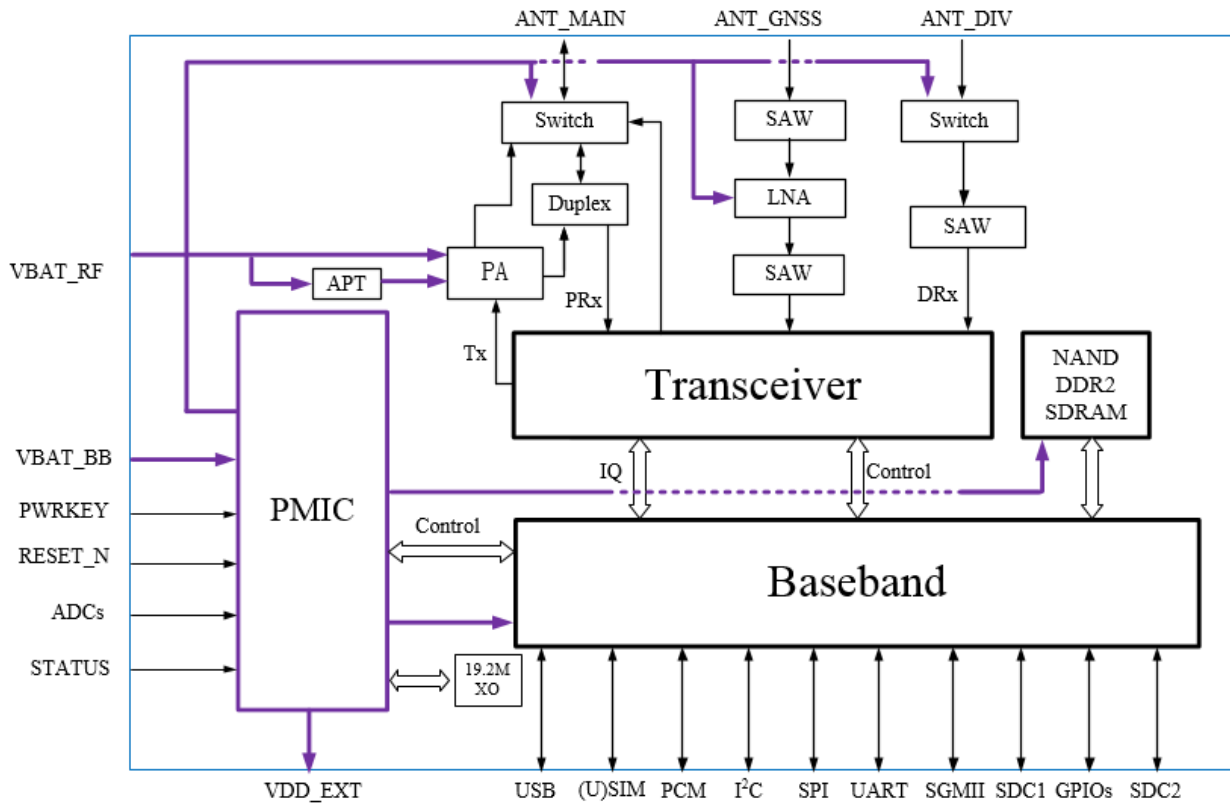 ANT_MAIN
ANT_GNSS
ANT_DIV
Switch
SAW
Switch
Duplex
LNA
SAW
VBAT_RF
PA
APT
SAW
PRx
DRx
Tx
Transceiver
NAND
DDR2
SDRAM
VBAT_BB
IQ
Control
PWRKEY
PMIC
Control
RESET_N
Baseband
ADCs
STATUS
19.2M
XO
VDD_EXT
USB
(U)SIM
PCM
I²C
SPI
UART
SGMII
SDC1
GPIOs
SDC2